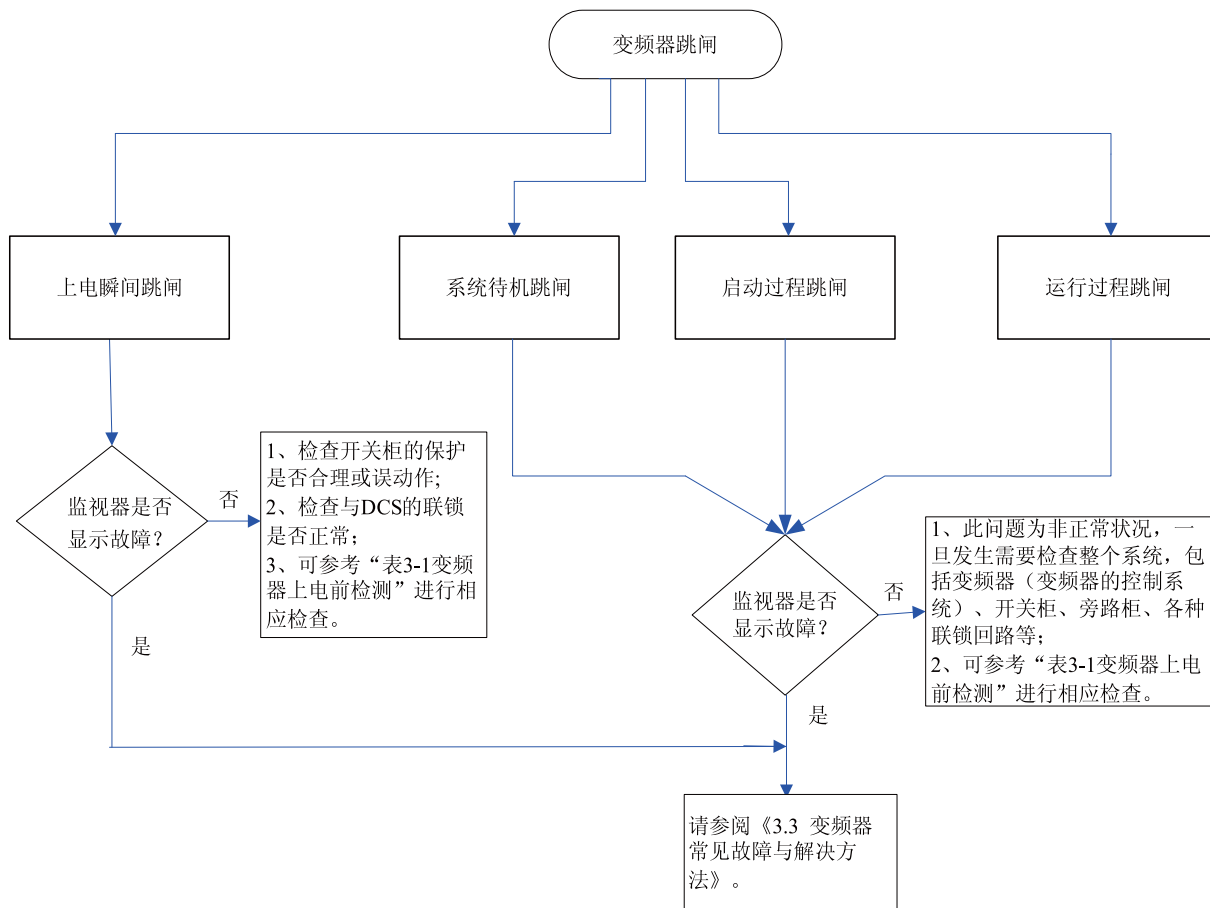 变频器跳闸
上电瞬间跳闸
系统待机跳闸
启动过程跳闸
运行过程跳闸
监视器是否
显示故障？
否
1、检查开关柜的保护
是否合理或误动作;
2、检查与DCS的联锁
是否正常；
3、可参考“表3-1变频
器上电前检测”进行相
应检查。
是
监视器是否
显示故障？
否
1、此问题为非正常状况，一
旦发生需要检查整个系统，包
括变频器（变频器的控制系
统）、开关柜、旁路柜、各种
联锁回路等；
2、可参考“表3-1变频器上电
前检测”进行相应检查。
是
请参阅《3.3 变频器
常见故障与解决方
法》。